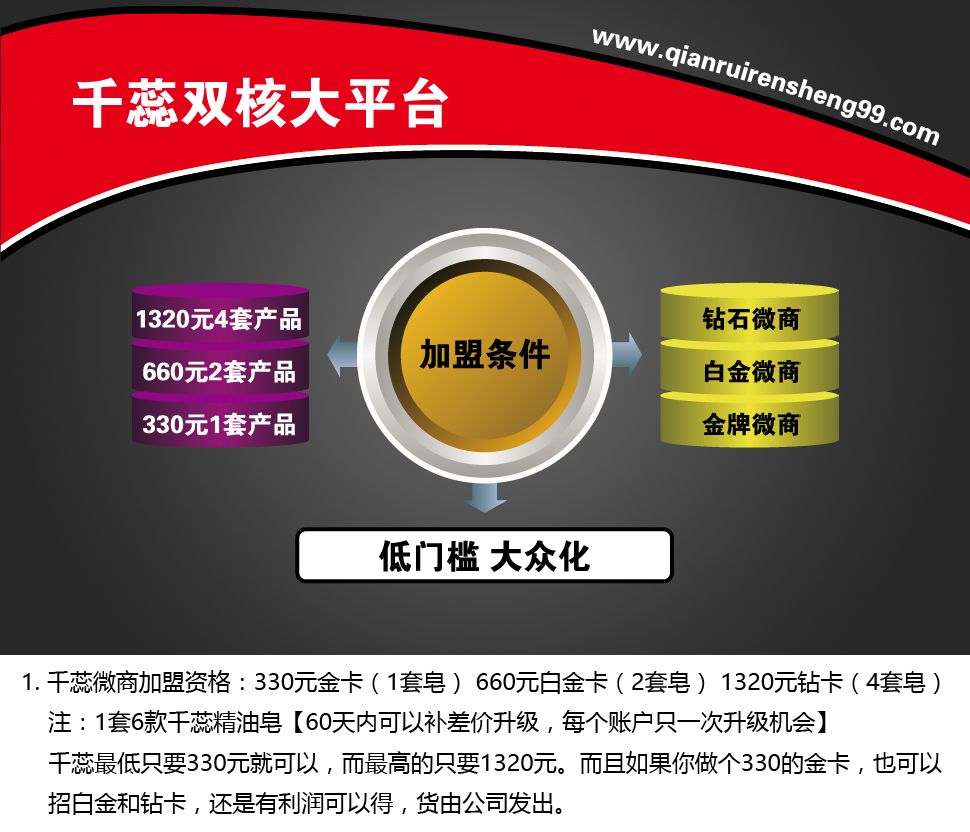 www.qianruirensheng99.com
千蕊双核大平台
1320元4套产品
660元2套产品
330元1套产品
加盟条件
钻石微商
白金微商
金牌微商
低门槛 大众化
1. 千蕊微商加盟资格：330元金卡（1套皂） 660元白金卡（2套皂） 1320元钻卡（4套皂）
注：1套6款千蕊精油皂【60天内可以补差价升级，每个账户只一次升级机会】
千蕊最低只要330元就可以，而最高的只要1320元。而且如果你做个330的金卡，也可以
招白金和钻卡，还是有利润可以得，货由公司发出。